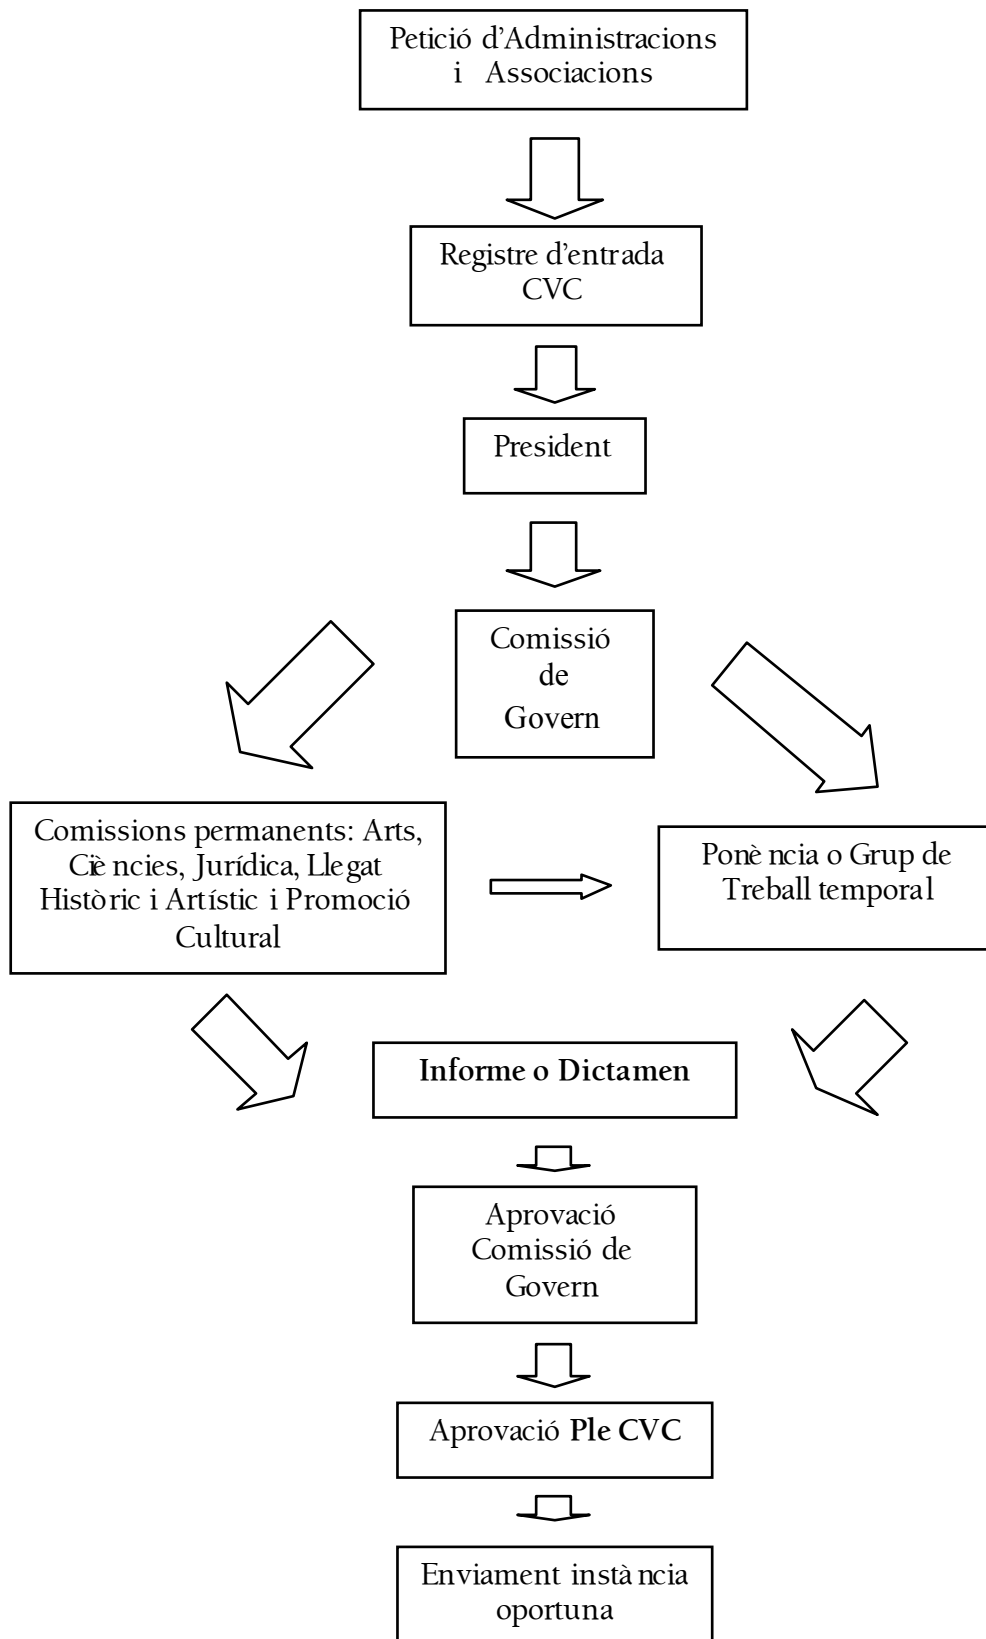 Petició d’Administracions
i Associacions
Registre d’entrada
CVC
President
Comissió
de
Govern
Comissions permanents: Arts,
Ciències, Jurídica, Llegat
Històric i Artístic i Promoció
Cultural
Ponència o Grup de
Treball temporal
Informe o Dictamen
Aprovació
Comissió de
Govern
Aprovació Ple CVC
Enviament instància
oportuna